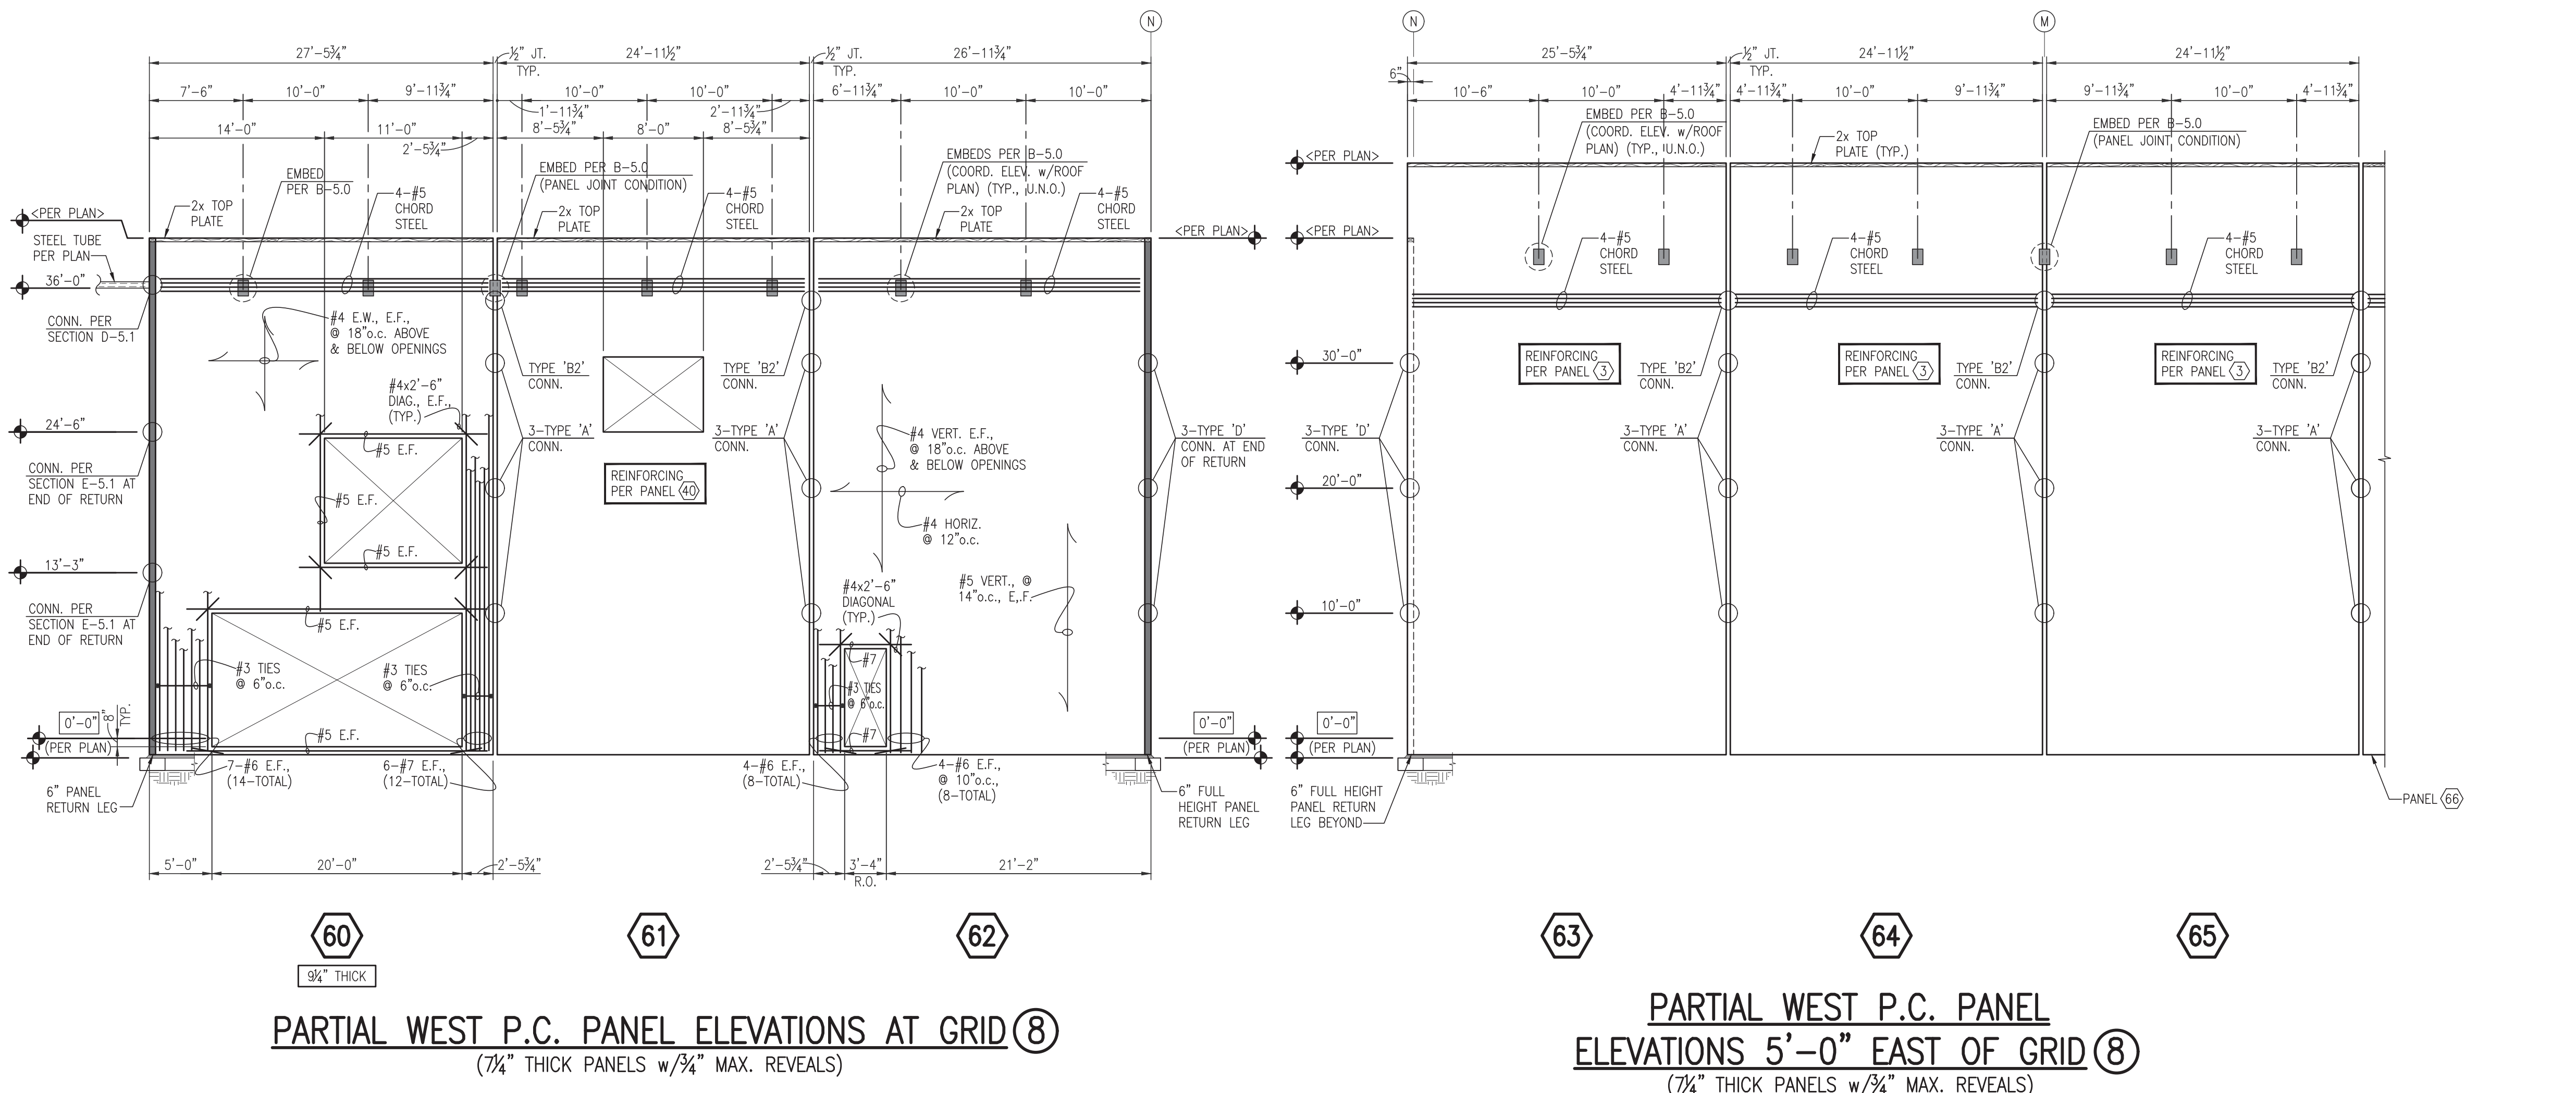 N
27'-5¾"
½" JT.
TYP.
24'-11½"
½" JT.
TYP.
26'-11¾"
7'-6"
10'-0"
9'-11¾"
10'-0"
10'-0"
6'-11¾"
10'-0"
10'-0"
1'-11¾"
2'-11¾"
14'-0"
11'-0"
2'-5¾"
8'-5¾"
8'-0"
8'-5¾"
EMBED
PER B-5.0
EMBED PER B-5.0
(PANEL JOINT CONDITION)
EMBEDS PER B-5.0
(COORD. ELEV. w/ROOF
PLAN) (TYP., U.N.O.)
<PER PLAN>
2x TOP
PLATE
4-#5
CHORD
STEEL
2x TOP
PLATE
4-#5
CHORD
STEEL
2x TOP
PLATE
4-#5
CHORD
STEEL
<PER PLAN>
STEEL TUBE
PER PLAN
36'-0"
CONN. PER
SECTION D-5.1
#4 E.W., E.F.,
@ 18"o.c. ABOVE
& BELOW OPENINGS
#4x2'-6"
DIAG., E.F.,
(TYP.)
TYPE 'B2'
CONN.
TYPE 'B2'
CONN.
24'-6"
CONN. PER
SECTION E-5.1 AT
END OF RETURN
#5 E.F.
#5 E.F.
#5 E.F.
3-TYPE 'A'
CONN.
3-TYPE 'A'
CONN.
REINFORCING
PER PANEL 40
#4 VERT. E.F.,
@ 18"o.c. ABOVE
& BELOW OPENINGS
#4 HORIZ.
@ 12"o.c.
3-TYPE 'D'
CONN. AT END
OF RETURN
13'-3"
CONN. PER
SECTION E-5.1 AT
END OF RETURN
#5 E.F.
#3 TIES
@ 6"o.c.
#3 TIES
@ 6"o.c.
#5 E.F.
#4x2'-6"
DIAGONAL
(TYP.)
#5 VERT., @
14"o.c., E,.F.
#7
#3 TIES
@ 6"o.c.
#7
0'-0"
8"
TYP.
(PER PLAN)
0'-0"
(PER PLAN)
6" PANEL
RETURN LEG
7-#6 E.F.,
(14-TOTAL)
6-#7 E.F.,
(12-TOTAL)
4-#6 E.F.,
(8-TOTAL)
4-#6 E.F.,
@ 10"o.c.,
(8-TOTAL)
6" FULL
HEIGHT PANEL
RETURN LEG
5'-0"
20'-0"
2'-5¾"
2'-5¾"
3'-4"
R.O.
21'-2"
60
61
62
9¼" THICK
PARTIAL WEST P.C. PANEL ELEVATIONS AT GRID 8
(7¼" THICK PANELS w/¾" MAX. REVEALS)
N
M
25'-5¾"
½" JT.
TYP.
24'-11½"
24'-11½"
6"
10'-6"
10'-0"
4'-11¾"
4'-11¾"
10'-0"
9'-11¾"
9'-11¾"
10'-0"
4'-11¾"
EMBED PER B-5.0
(COORD. ELEV. w/ROOF
PLAN) (TYP., U.N.O.)
2x TOP
PLATE (TYP.)
EMBED PER B-5.0
(PANEL JOINT CONDITION)
<PER PLAN>
<PER PLAN>
4-#5
CHORD
STEEL
4-#5
CHORD
STEEL
4-#5
CHORD
STEEL
30'-0"
REINFORCING
PER PANEL 3
TYPE 'B2'
CONN.
REINFORCING
PER PANEL 3
TYPE 'B2'
CONN.
REINFORCING
PER PANEL 3
TYPE 'B2'
CONN.
3-TYPE 'D'
CONN.
3-TYPE 'A'
CONN.
3-TYPE 'A'
CONN.
3-TYPE 'A'
CONN.
20'-0"
10'-0"
0'-0"
(PER PLAN)
6" FULL HEIGHT
PANEL RETURN
LEG BEYOND
PANEL 66
63
64
65
PARTIAL WEST P.C. PANEL
ELEVATIONS 5'-0" EAST OF GRID 8
(7¼" THICK PANELS w/¾" MAX. REVEALS)